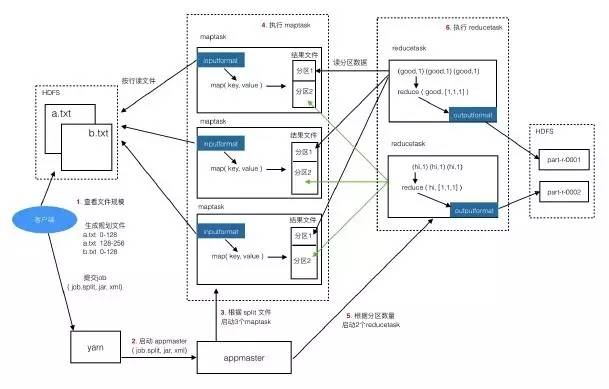 4. 执行 maptask
6. 执行 reducetask
maptask
inputformat
map( key, value )
结果文件
分区1
分区2
读分区数据
reducetask
(good,1) (good,1) (good,1)
reduce ( good, [1,1,1] )
outputformat
按行读文件
HDFS
a.txt
b.txt
maptask
inputformat
map( key, value )
结果文件
分区1
分区2
reducetask
(hi,1) (hi,1) (hi,1)
reduce ( hi, [1,1,1] )
outputformat
HDFS
part-r-0001
part-r-0002
1. 查看文件规模
生成规划文件
a.txt 0-128
a.txt 128-256
b.txt 0-128
客户端
maptask
inputformat
map( key, value )
结果文件
分区1
分区2
提交job
( job.split, jar, xml)
3. 根据 split 文件
启动3个maptask
5. 根据分区数量
启动2个reducetask
yarn
2. 启动 appmaster
( job.split, jar, xml)
appmaster